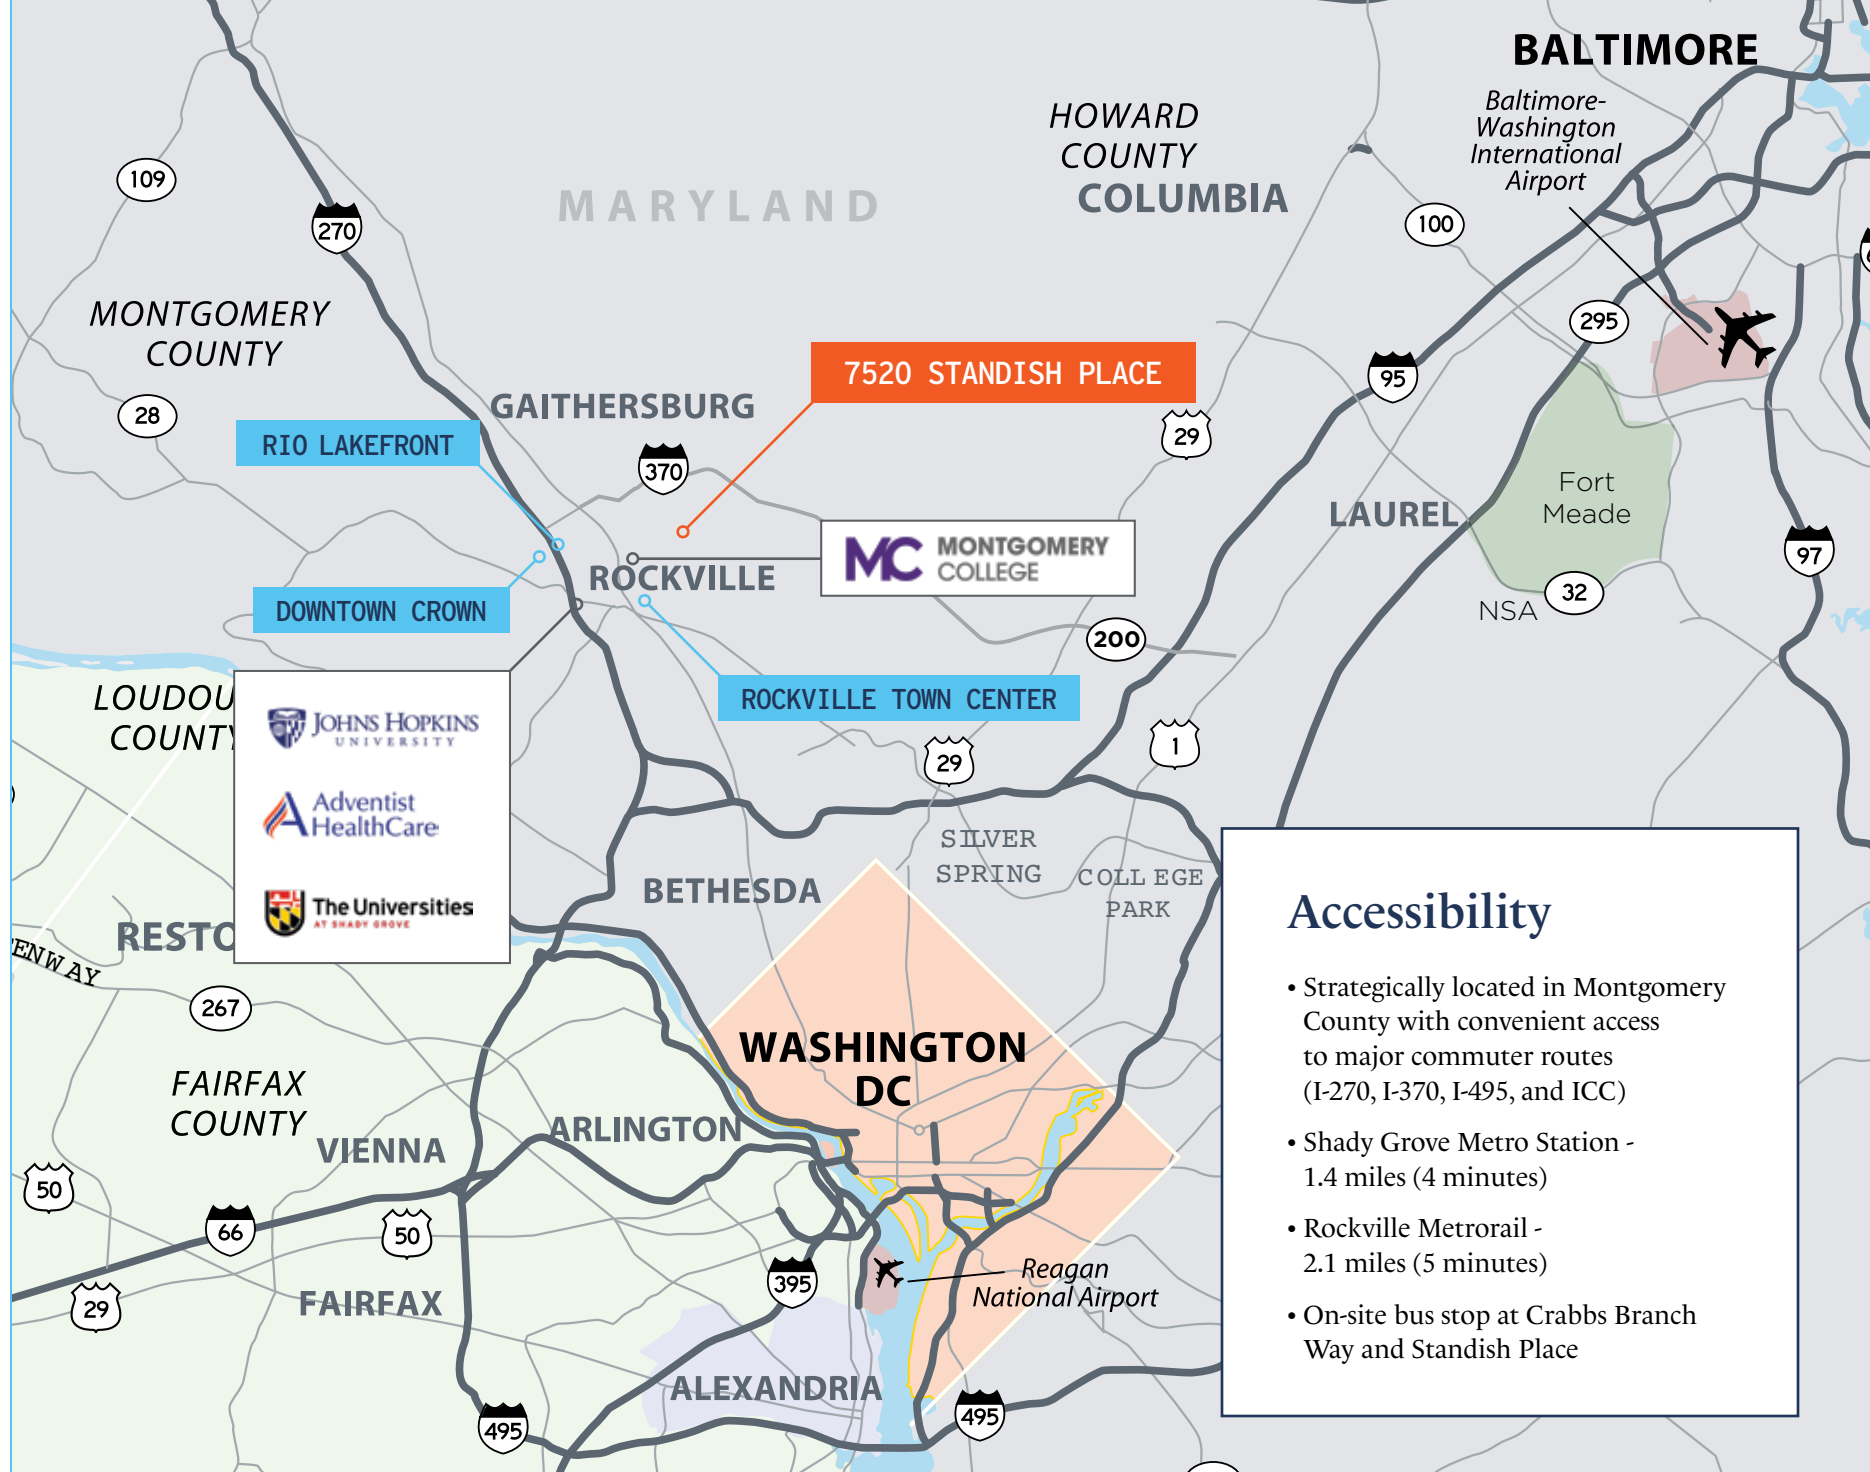 BALTIMORE
Baltimore-
Washington
International
Airport
HOWARD
COUNTY
COLUMBIA
MARYLAND
109
270
100
MONTGOMERY
COUNTY
295
7520 STANDISH PLACE
95
28
GAITHERSBURG
29
RIO LAKEFRONT
370
Fort
Meade
LAUREL
MC MONTGOMERY
COLLEGE
97
ROCKVILLE
DOWNTOWN CROWN
32
NSA
200
LOUDOU
COUNTY
ROCKVILLE TOWN CENTER
JOHNS HOPKINS
UNIVERSITY
29
1
Adventist
HealthCare
SILVER
SPRING
COLLEGE
PARK
BETHESDA
The Universities
AT SHADY GROVE
RESTO
ENWAY
267
WASHINGTON
DC
FAIRFAX
COUNTY
ARLINGTON
VIENNA
50
66
50
395
29
FAIRFAX
Reagan
National Airport
ALEXANDRIA
495
495
Accessibility
• Strategically located in Montgomery
County with convenient access
to major commuter routes
(I-270, I-370, I-495, and ICC)
• Shady Grove Metro Station -
1.4 miles (4 minutes)
• Rockville Metrorail -
2.1 miles (5 minutes)
• On-site bus stop at Crabbs Branch
Way and Standish Place